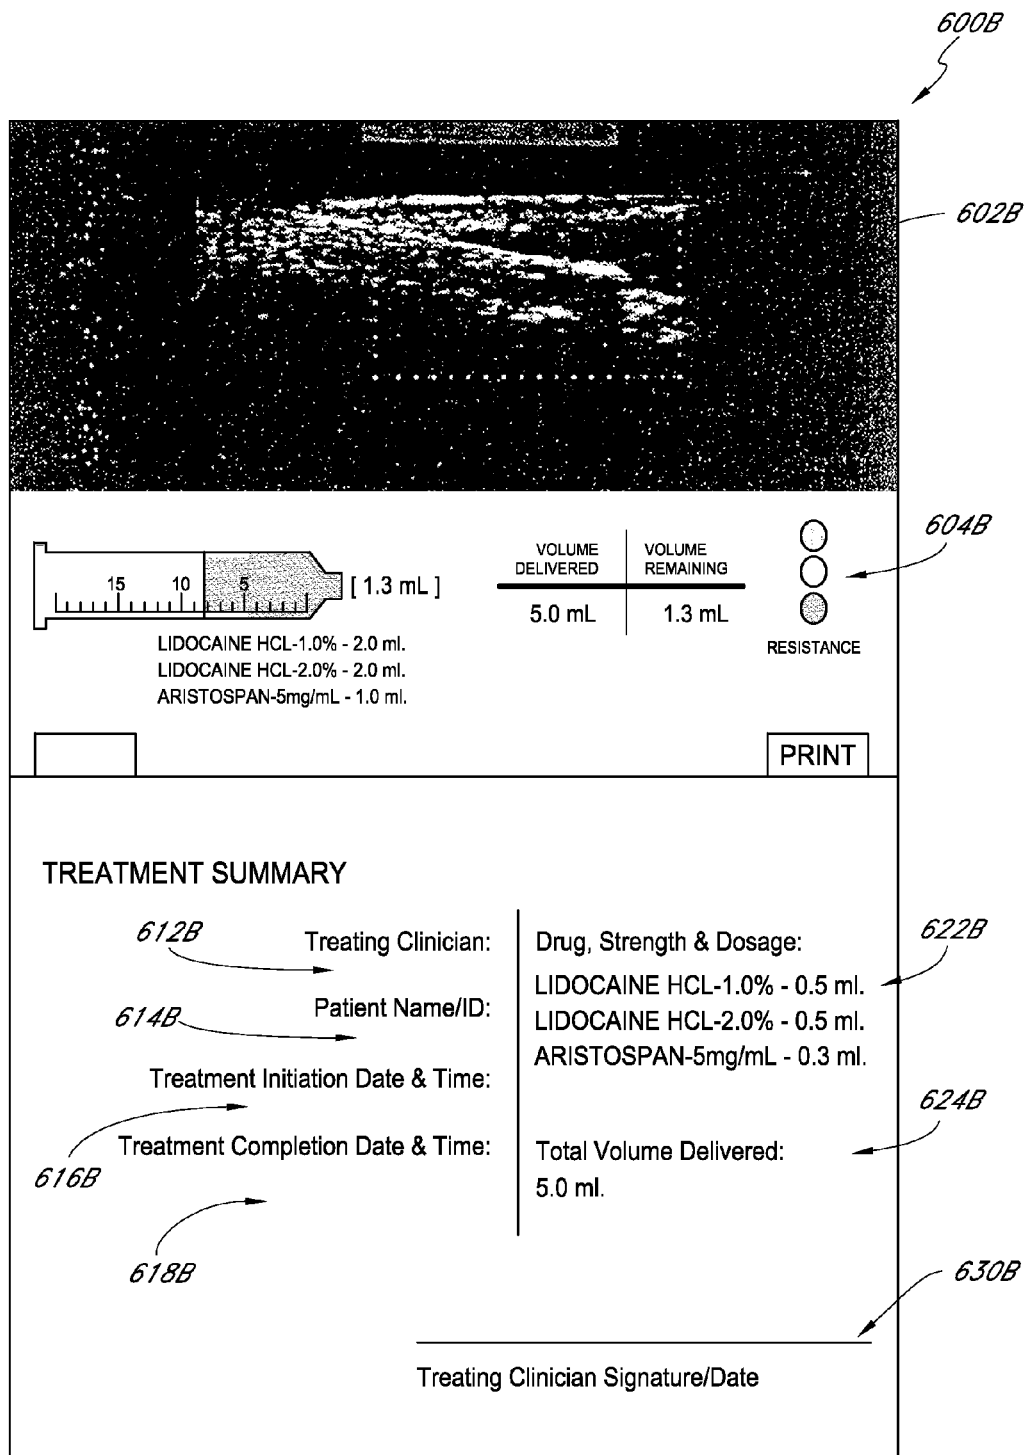 600B
602B
604B
15 10 5
[ 1.3 mL ]
VOLUME DELIVERED
VOLUME REMAINING
5.0 mL
1.3 mL
RESISTANCE
LIDOCAINE HCL-1.0% - 2.0 ml.
LIDOCAINE HCL-2.0% - 2.0 ml.
ARISTOSPAN-5mg/mL - 1.0 ml.
PRINT
TREATMENT SUMMARY
612B
Treating Clinician:
614B
Patient Name/ID:
Treatment Initiation Date & Time:
616B
Treatment Completion Date & Time:
618B
Drug, Strength & Dosage:
622B
LIDOCAINE HCL-1.0% - 0.5 ml.
LIDOCAINE HCL-2.0% - 0.5 ml.
ARISTOSPAN-5mg/mL - 0.3 ml.
624B
Total Volume Delivered:
5.0 ml.
630B
Treating Clinician Signature/Date